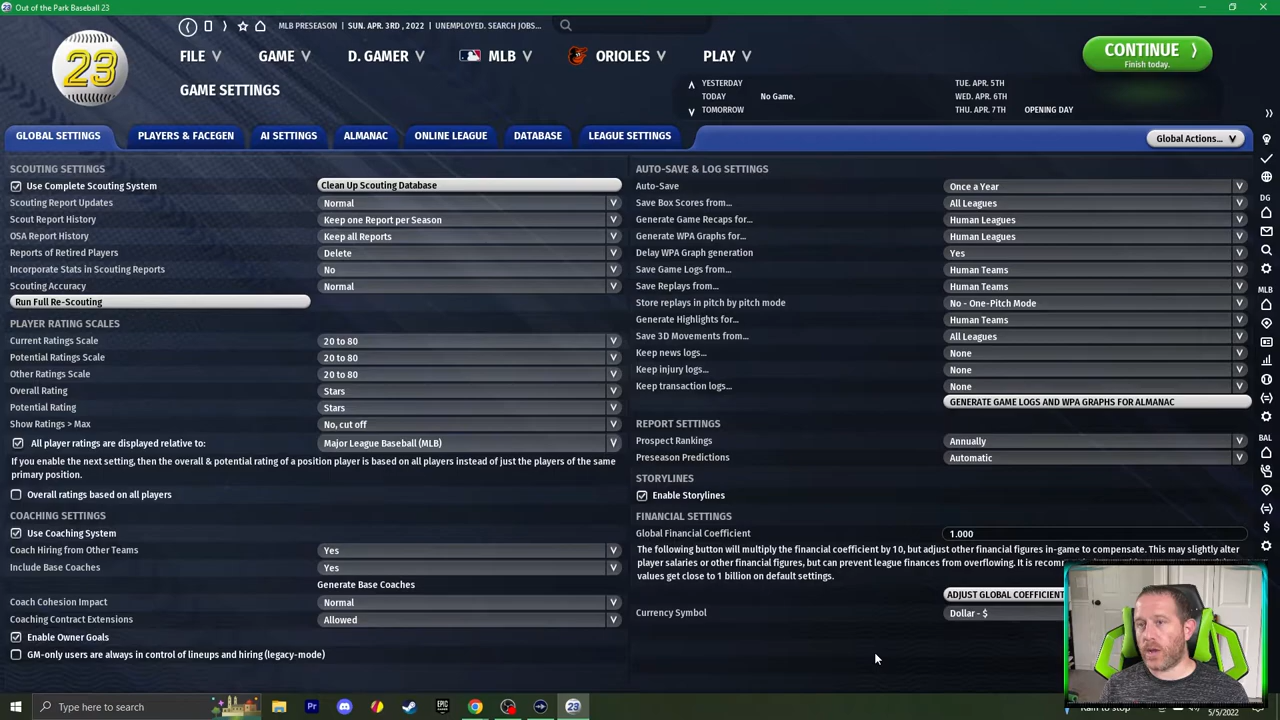 Out of the Park Baseball 23
MLB PRESEASON
SUN. APR. 3RD, 2022
UNEMPLOYED. SEARCH JOBS...
23
FILE
GAME
D. GAMER
MLB
ORIOLES
PLAY
CONTINUE
Finish today.
GAME SETTINGS
YESTERDAY
TODAY No Game.
TOMORROW
TUE. APR. 5TH
WED. APR. 6TH
THU. APR. 7TH OPENING DAY
GLOBAL SETTINGS
PLAYERS & FACEGEN
AI SETTINGS
ALMANAC
ONLINE LEAGUE
DATABASE
LEAGUE SETTINGS
Global Actions...
SCOUTING SETTINGS
Use Complete Scouting System Clean Up Scouting Database
Scouting Report Updates Normal
Scout Report History Keep one Report per Season
OSA Report History Keep all Reports
Reports of Retired Players Delete
Incorporate Stats in Scouting Reports No
Scouting Accuracy Normal
Run Full Re-Scouting
PLAYER RATING SCALES
Current Ratings Scale 20 to 80
Potential Ratings Scale 20 to 80
Other Ratings Scale 20 to 80
Overall Rating Stars
Potential Rating Stars
Show Ratings > Max No, cut off
All player ratings are displayed relative to: Major League Baseball (MLB)
If you enable the next setting, then the overall & potential rating of a position player is based on all players instead of just the players of the same
primary position.
Overall ratings based on all players
COACHING SETTINGS
Use Coaching System
Coach Hiring from Other Teams Yes
Include Base Coaches Yes
Generate Base Coaches
Coach Cohesion Impact Normal
Coaching Contract Extensions Allowed
Enable Owner Goals
GM-only users are always in control of lineups and hiring (legacy-mode)
AUTO-SAVE & LOG SETTINGS
Auto-Save Once a Year
Save Box Scores from... All Leagues
Generate Game Recaps for... Human Leagues
Generate WPA Graphs for... Human Leagues
Delay WPA Graph generation Yes
Save Game Logs from... Human Teams
Save Replays from... Human Teams
Store replays in pitch by pitch mode No - One-Pitch Mode
Generate Highlights for... Human Teams
Save 3D Movements from... All Leagues
Keep news logs... None
Keep injury logs... None
Keep transaction logs... None
GENERATE GAME LOGS AND WPA GRAPHS FOR ALMANAC
REPORT SETTINGS
Prospect Rankings Annually
Preseason Predictions Automatic
STORYLINES
Enable Storylines
FINANCIAL SETTINGS
Global Financial Coefficient 1.000
The following button will multiply the financial coefficient by 10, but adjust other financial figures in-game to compensate. This may slightly alter
player salaries or other financial figures, but can prevent league finances from overflowing. It is recom
values get close to 1 billion on default settings.
ADJUST GLOBAL COEFFICIENT
Currency Symbol Dollar - $
DG
MLB
BAL
Type here to search
Pr
23
Rain to stop
5/5/2022